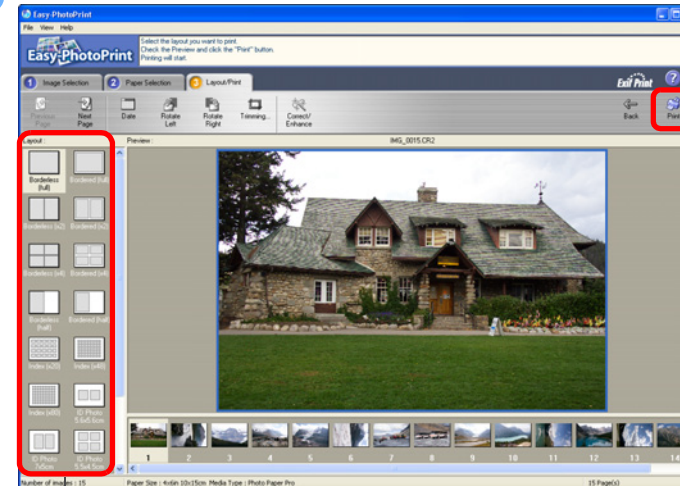 Easy-PhotoPrint
File View Help
Easy-PhotoPrint
Select the layout you want to print.
Check the Preview and click the "Print" button.
Printing will start.
1 Image Selection
2 Paper Selection
3 Layout/Print
Exif Print
?
Previous Page
Next Page
Date
Rotate Left
Rotate Right
Trimming...
Correct/ Enhance
Back
Print
Layout :
Preview :
IMG_0015.CR2
Borderless (full)
Bordered (full)
Borderless (x2)
Bordered (x2)
Borderless (x4)
Bordered (x4)
Borderless (half)
Bordered (half)
Index (x20)
Index (x40)
Index (x80)
ID Photo 5.6x5.6cm
ID Photo 7x5cm
ID Photo 5.5x4.5cm
1 2 3 4 5 6 7 8 9 10 11 12 13 14
Number of images : 15
Paper Size : 4x6in 10x15cm Media Type : Photo Paper Pro
15 Page(s)